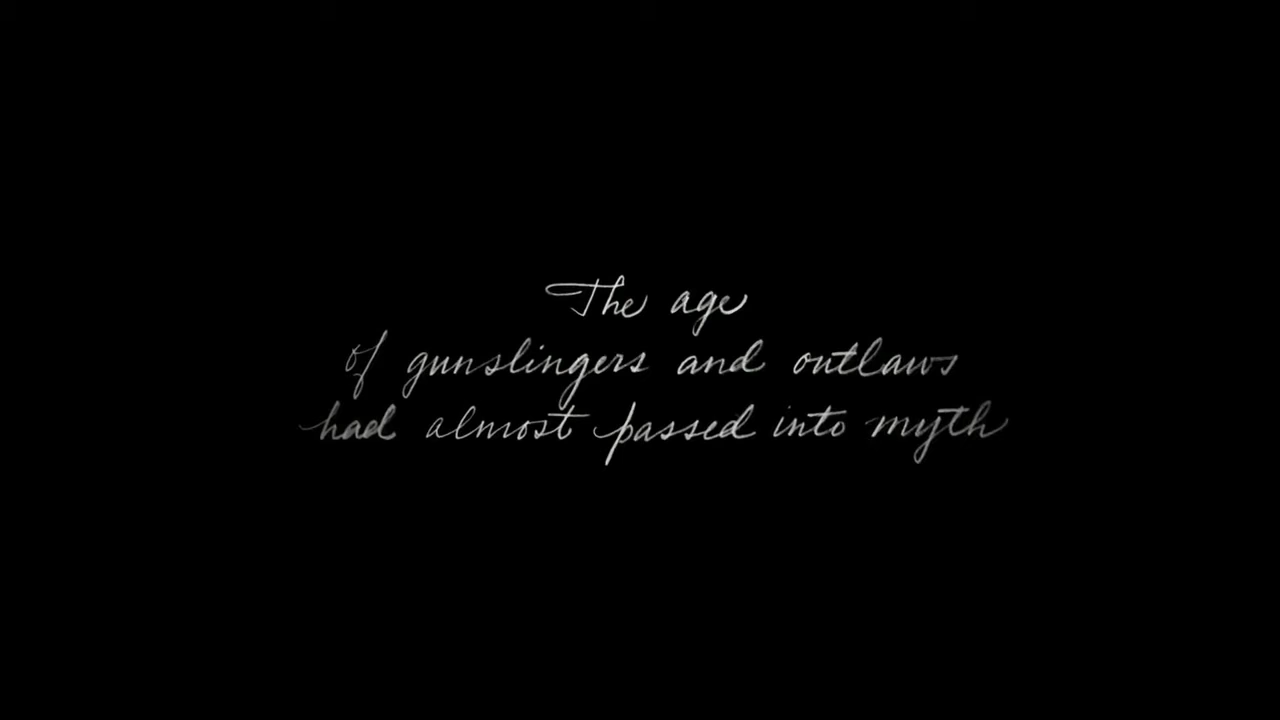 The age
of gunslingers and outlaws
had almost passed into myth